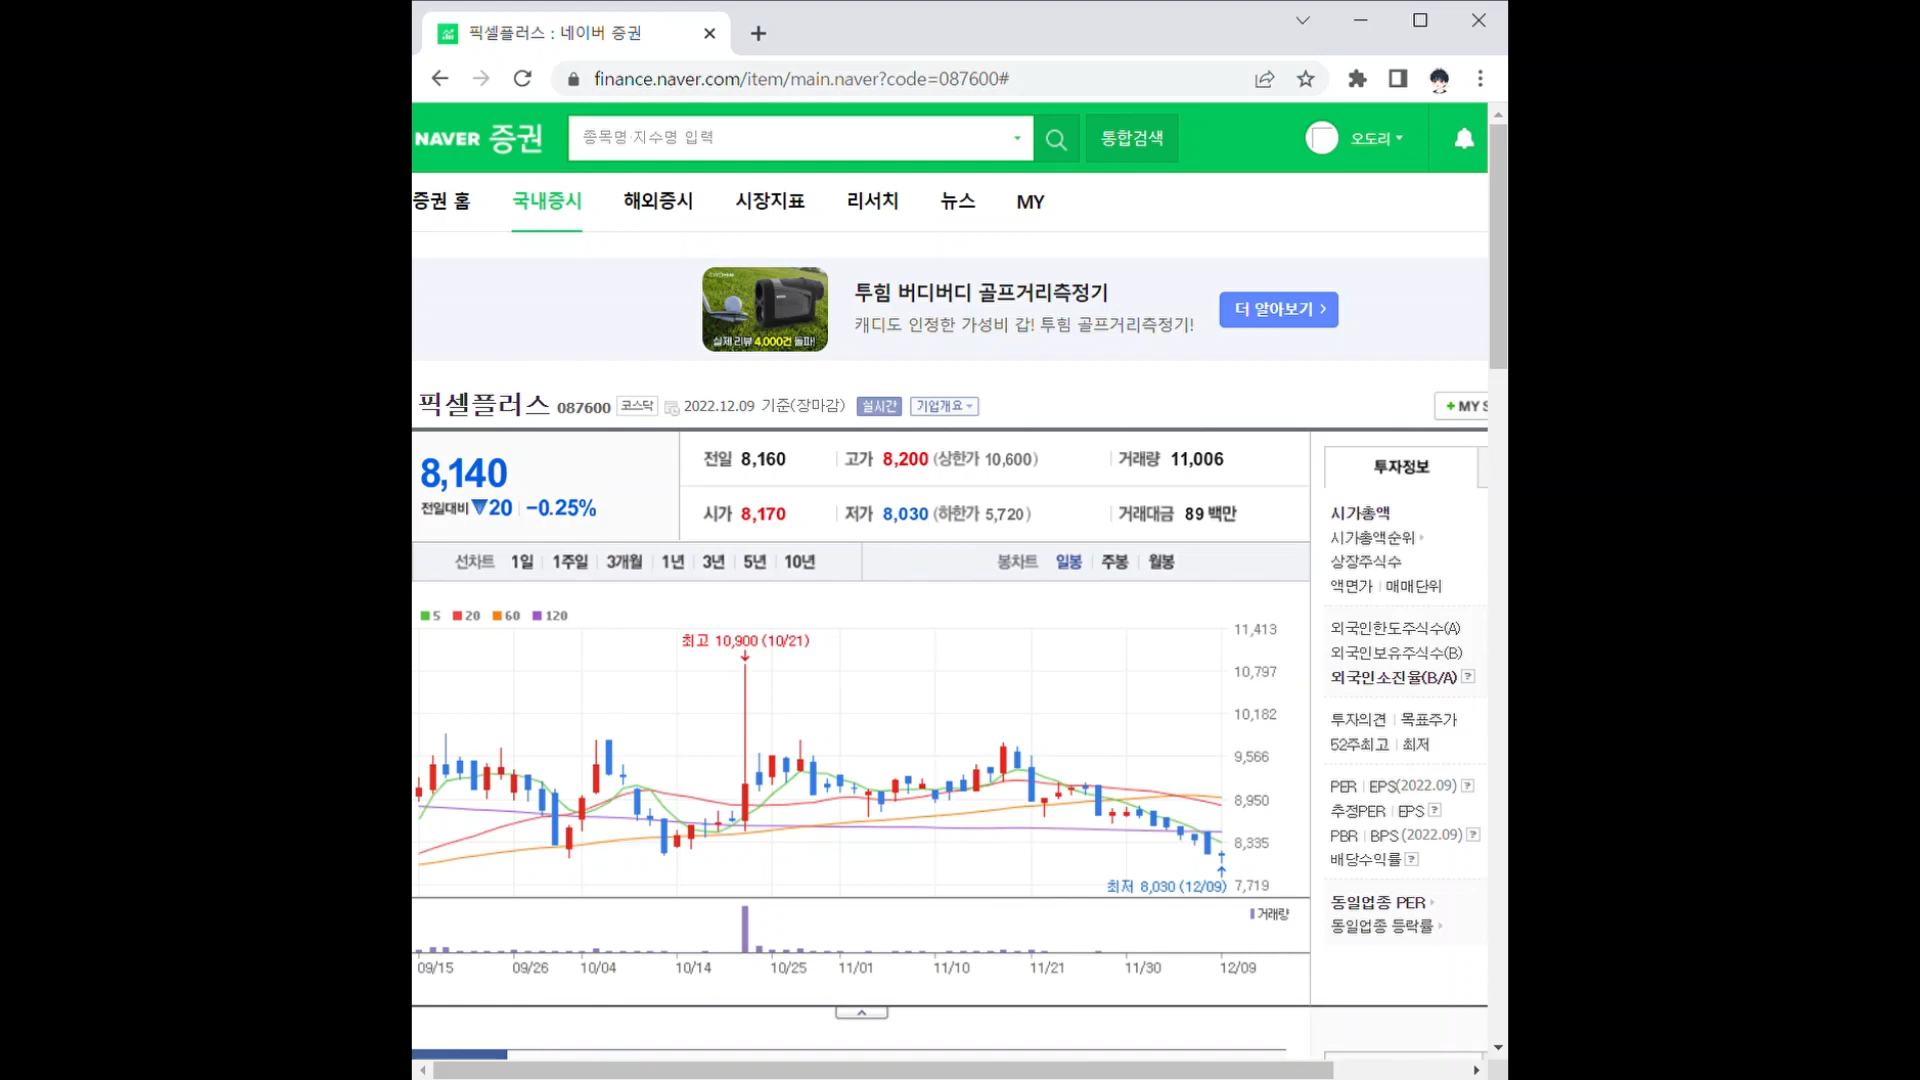 픽셀플러스 : 네이버 증권
finance.naver.com/item/main.naver?code=087600#
NAVER 증권
종목명·지수명 입력
통합검색
오도리
증권 홈 국내증시 해외증시 시장지표 리서치 뉴스 MY
실제 리뷰 4,000건 돌파!
투힘 버디버디 골프거리측정기
캐디도 인정한 가성비 갑! 투힘 골프거리측정기!
더 알아보기
픽셀플러스 087600 코스닥 2022.12.09 기준(장마감) 실시간 기업개요
+ MY S
8,140
전일대비 ▼20 -0.25%
전일 8,160 고가 8,200 (상한가 10,600) 거래량 11,006
시가 8,170 저가 8,030 (하한가 5,720) 거래대금 89 백만
선차트 1일 1주일 3개월 1년 3년 5년 10년 봉차트 일봉 주봉 월봉
5 20 60 120
최고 10,900 (10/21)
11,413
10,797
10,182
9,566
8,950
8,335
7,719
최저 8,030 (12/09)
거래량
09/15 09/26 10/04 10/14 10/25 11/01 11/10 11/21 11/30 12/09
투자정보
시가총액
시가총액순위
상장주식수
액면가 매매단위
외국인한도주식수(A)
외국인보유주식수(B)
외국인소진율(B/A) ?
투자의견 목표주가
52주최고 최저
PER EPS(2022.09) ?
추정PER EPS ?
PBR BPS (2022.09) ?
배당수익률 ?
동일업종 PER
동일업종 등락률